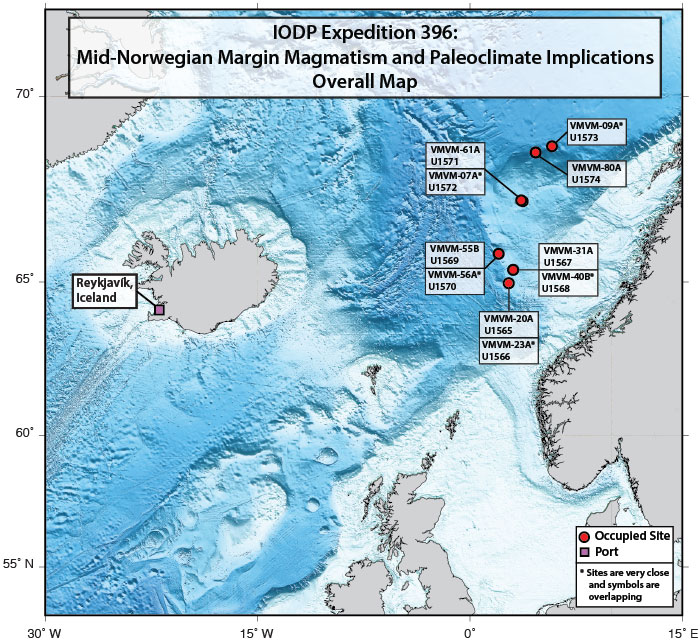 IODP Expedition 396:
Mid-Norwegian Margin Magmatism and Paleoclimate Implications
Overall Map
70°
VMVM-09A*
U1573
VMVM-61A
U1571
VMVM-07A*
U1572
VMVM-80A
U1574
VMVM-55B
U1569
VMVM-56A*
U1570
VMVM-31A
U1567
VMVM-40B*
U1568
65°
Reykjavík,
Iceland
VMVM-20A
U1565
VMVM-23A*
U1566
60°
Occupied Site
Port
* Sites are very close
and symbols are
overlapping
55° N
30° W
15° W
0°
15° E